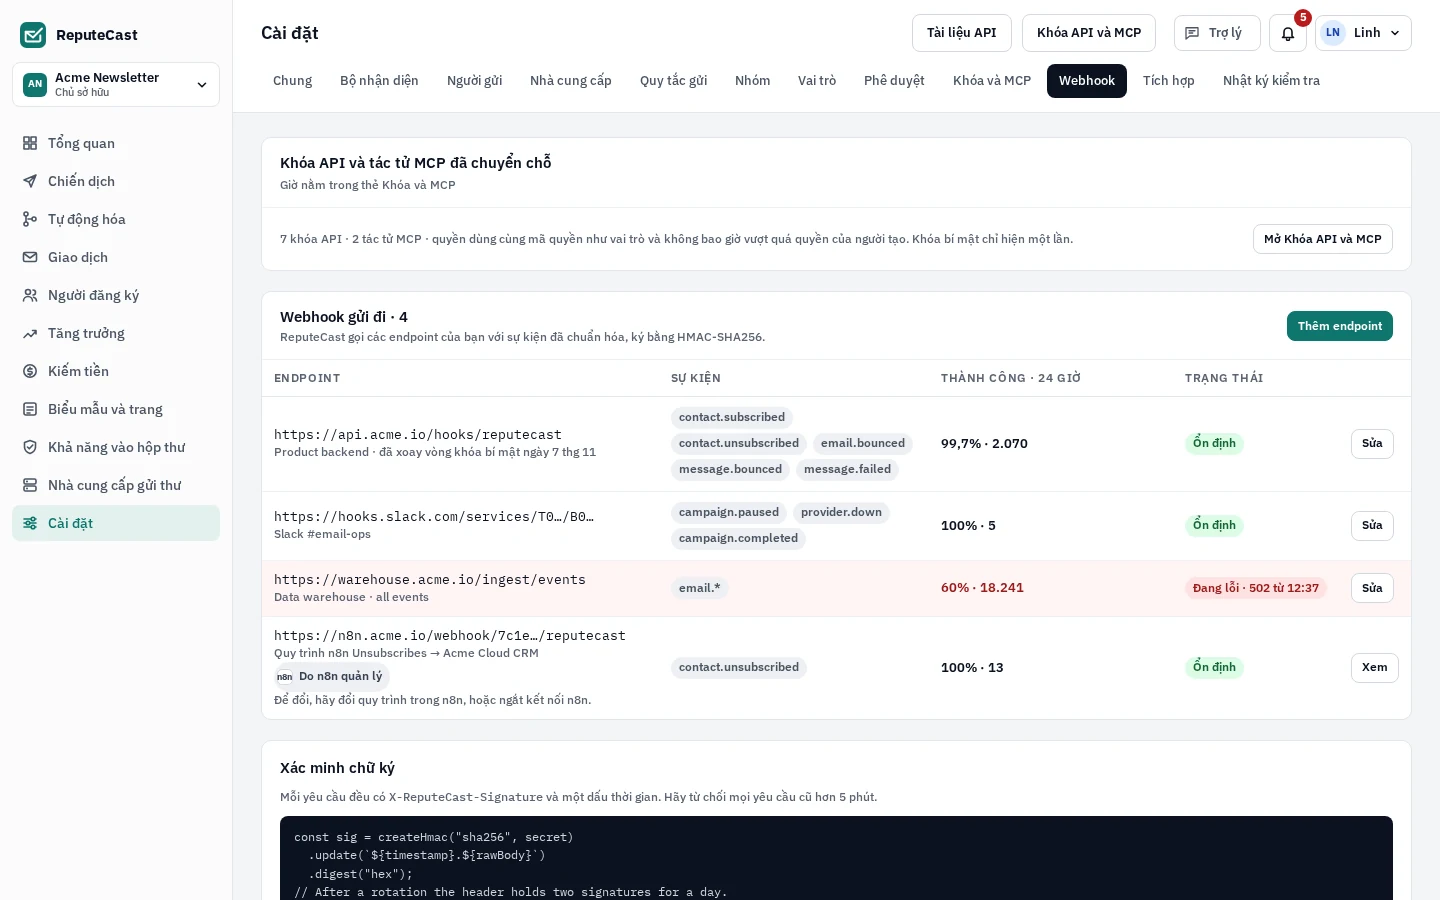 ReputeCast
AN
Acme Newsletter
Chủ sở hữu
Tổng quan
Chiến dịch
Tự động hóa
Giao dịch
Người đăng ký
Tăng trưởng
Kiếm tiền
Biểu mẫu và trang
Khả năng vào hộp thư
Nhà cung cấp gửi thư
Cài đặt
Cài đặt
Tài liệu API
Khóa API và MCP
Trợ lý
5
LN
Linh
Chung
Bộ nhận diện
Người gửi
Nhà cung cấp
Quy tắc gửi
Nhóm
Vai trò
Phê duyệt
Khóa và MCP
Webhook
Tích hợp
Nhật ký kiểm tra
Khóa API và tác tử MCP đã chuyển chỗ
Giờ nằm trong thẻ Khóa và MCP
7 khóa API · 2 tác tử MCP · quyền dùng cùng mã quyền như vai trò và không bao giờ vượt quá quyền của người tạo. Khóa bí mật chỉ hiện một lần.
Mở Khóa API và MCP
Webhook gửi đi · 4
ReputeCast gọi các endpoint của bạn với sự kiện đã chuẩn hóa, ký bằng HMAC-SHA256.
Thêm endpoint
ENDPOINT
SỰ KIỆN
THÀNH CÔNG · 24 GIỜ
TRẠNG THÁI
https://api.acme.io/hooks/reputecast
Product backend · đã xoay vòng khóa bí mật ngày 7 thg 11
contact.subscribed
contact.unsubscribed email.bounced
message.bounced message.failed
99,7% · 2.070
Ổn định
Sửa
https://hooks.slack.com/services/T0…/B0…
Slack #email-ops
campaign.paused provider.down
campaign.completed
100% · 5
Ổn định
Sửa
https://warehouse.acme.io/ingest/events
Data warehouse · all events
email.*
60% · 18.241
Đang lỗi · 502 từ 12:37
Sửa
https://n8n.acme.io/webhook/7c1e…/reputecast
Quy trình n8n Unsubscribes → Acme Cloud CRM
n8n Do n8n quản lý
Để đổi, hãy đổi quy trình trong n8n, hoặc ngắt kết nối n8n.
contact.unsubscribed
100% · 13
Ổn định
Xem
Xác minh chữ ký
Mỗi yêu cầu đều có X-ReputeCast-Signature và một dấu thời gian. Hãy từ chối mọi yêu cầu cũ hơn 5 phút.
const sig = createHmac("sha256", secret)
.update(`${timestamp}.${rawBody}`)
.digest("hex");
// After a rotation the header holds two signatures for a day.